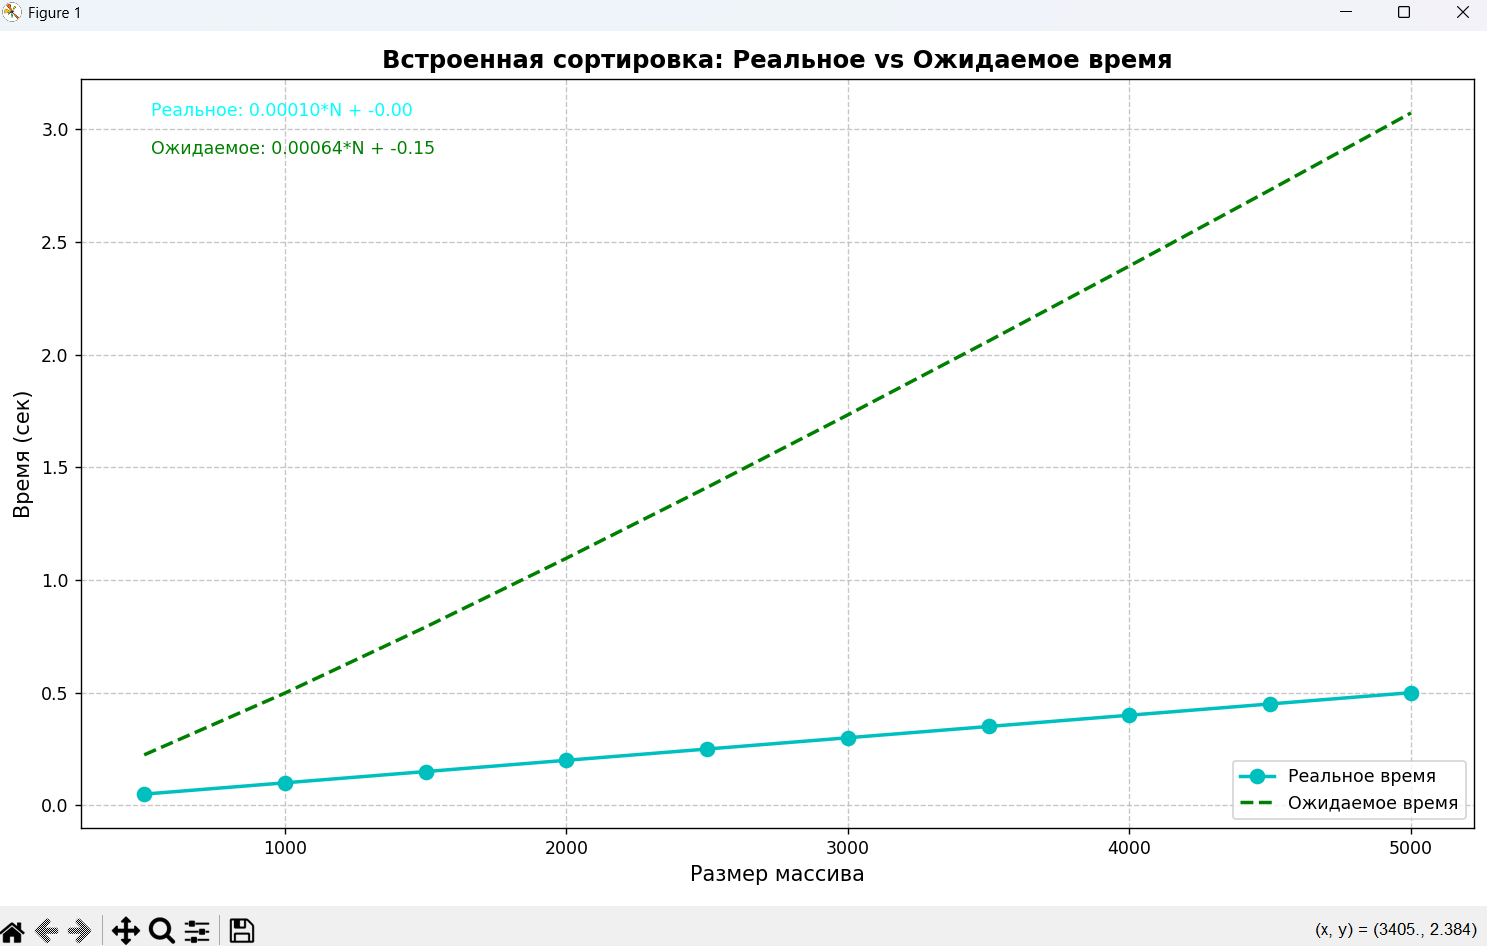 Figure 1
Встроенная сортировка: Реальное vs Ожидаемое время
Реальное: 0.00010*N + -0.00
Ожидаемое: 0.00064*N + -0.15
3.0
2.5
2.0
1.5
1.0
0.5
0.0
Время (сек)
Реальное время
Ожидаемое время
1000
2000
3000
4000
5000
Размер массива
(x, y) = (3405., 2.384)